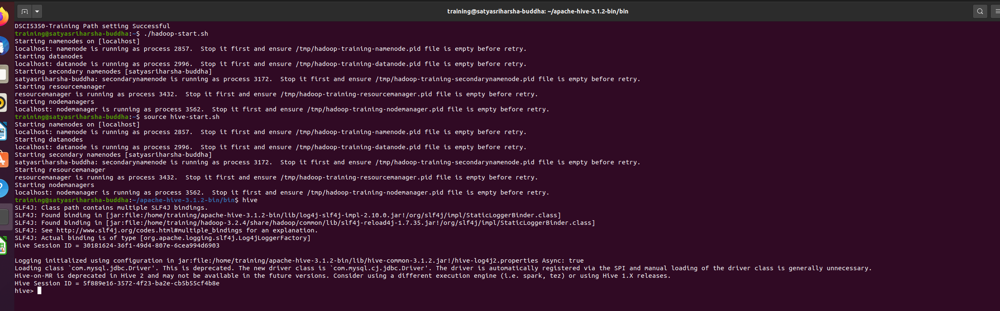 training@satyasriharsha-buddha: ~/apache-hive-3.1.2-bin/bin
DSCI5350-Training Path setting Successful
training@satyasriharsha-buddha:~$ ./hadoop-start.sh
Starting namenodes on [localhost]
localhost: namenode is running as process 2857.  Stop it first and ensure /tmp/hadoop-training-namenode.pid file is empty before retry.
Starting datanodes
localhost: datanode is running as process 2996.  Stop it first and ensure /tmp/hadoop-training-datanode.pid file is empty before retry.
Starting secondary namenodes [satyasriharsha-buddha]
satyasriharsha-buddha: secondarynamenode is running as process 3172.  Stop it first and ensure /tmp/hadoop-training-secondarynamenode.pid file is empty before retry.
Starting resourcemanager
resourcemanager is running as process 3432.  Stop it first and ensure /tmp/hadoop-training-resourcemanager.pid file is empty before retry.
Starting nodemanagers
localhost: nodemanager is running as process 3562.  Stop it first and ensure /tmp/hadoop-training-nodemanager.pid file is empty before retry.
training@satyasriharsha-buddha:~$ source hive-start.sh
Starting namenodes on [localhost]
localhost: namenode is running as process 2857.  Stop it first and ensure /tmp/hadoop-training-namenode.pid file is empty before retry.
Starting datanodes
localhost: datanode is running as process 2996.  Stop it first and ensure /tmp/hadoop-training-datanode.pid file is empty before retry.
Starting secondary namenodes [satyasriharsha-buddha]
satyasriharsha-buddha: secondarynamenode is running as process 3172.  Stop it first and ensure /tmp/hadoop-training-secondarynamenode.pid file is empty before retry.
Starting resourcemanager
resourcemanager is running as process 3432.  Stop it first and ensure /tmp/hadoop-training-resourcemanager.pid file is empty before retry.
Starting nodemanagers
localhost: nodemanager is running as process 3562.  Stop it first and ensure /tmp/hadoop-training-nodemanager.pid file is empty before retry.
training@satyasriharsha-buddha:~/apache-hive-3.1.2-bin/bin$ hive
SLF4J: Class path contains multiple SLF4J bindings.
SLF4J: Found binding in [jar:file:/home/training/apache-hive-3.1.2-bin/lib/log4j-slf4j-impl-2.10.0.jar!/org/slf4j/impl/StaticLoggerBinder.class]
SLF4J: Found binding in [jar:file:/home/training/hadoop-3.2.4/share/hadoop/common/lib/slf4j-reload4j-1.7.35.jar!/org/slf4j/impl/StaticLoggerBinder.class]
SLF4J: See http://www.slf4j.org/codes.html#multiple_bindings for an explanation.
SLF4J: Actual binding is of type [org.apache.logging.slf4j.Log4jLoggerFactory]
Hive Session ID = 30181624-36f1-49d4-807e-6cea994d6903
Logging initialized using configuration in jar:file:/home/training/apache-hive-3.1.2-bin/lib/hive-common-3.1.2.jar!/hive-log4j2.properties Async: true
Loading class `com.mysql.jdbc.Driver'. This is deprecated. The new driver class is `com.mysql.cj.jdbc.Driver'. The driver is automatically registered via the SPI and manual loading of the driver class is generally unnecessary.
Hive-on-MR is deprecated in Hive 2 and may not be available in the future versions. Consider using a different execution engine (i.e. spark, tez) or using Hive 1.X releases.
Hive Session ID = 5f889e16-3572-4f23-ba2e-cb5b55cf4b8e
hive>